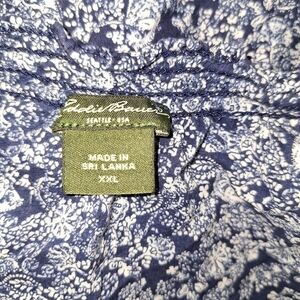 Eddie Bauer
SEATTLE • USA
MADE IN
SRI LANKA
XXL